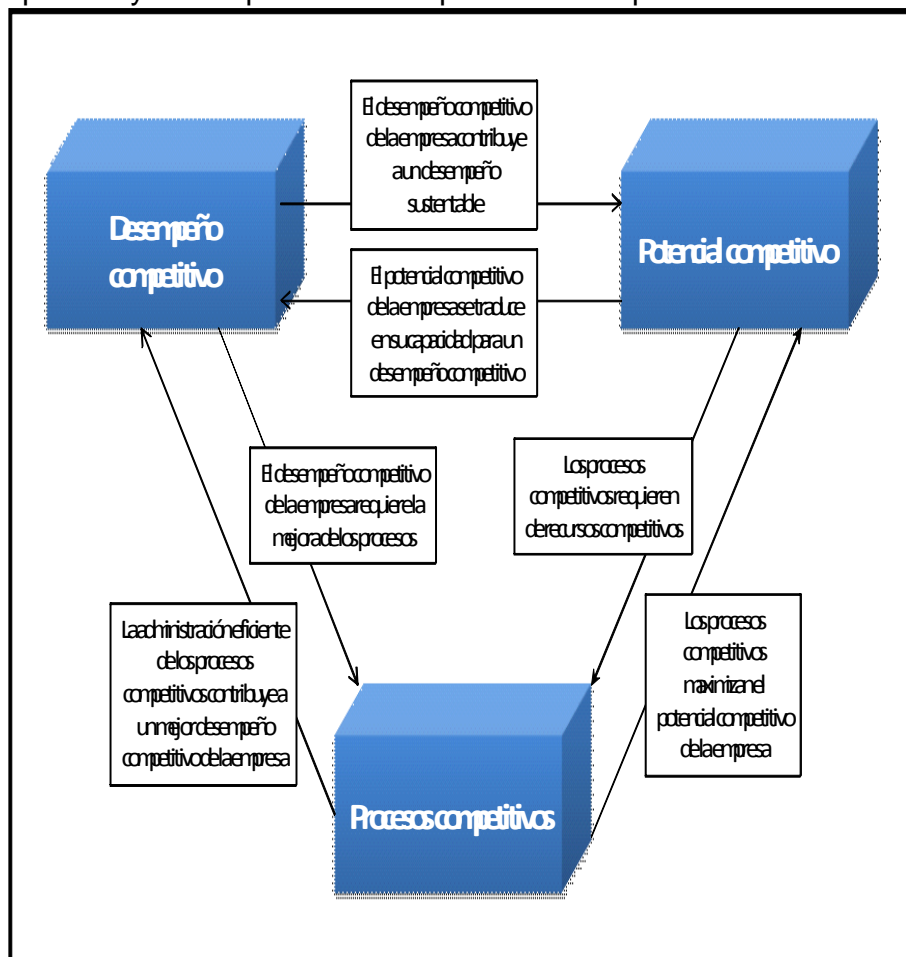 El desempeño competitivo
de la empresa contribuye
a un desempeño
sustentable
Desempeño
competitivo
Potencial competitivo
El potencial competitivo
de la empresa se traduce
en su capacidad para un
desempeño competitivo
El desempeño competitivo
de la empresa requiere la
mejora de los procesos
Los procesos
competitivos requieren
de recursos competitivos
La administración eficiente
de los procesos
competitivos contribuye a
un mejor desempeño
competitivo de la empresa
Los procesos
competitivos
maximizan el
potencial competitivo
de la empresa
Procesos competitivos